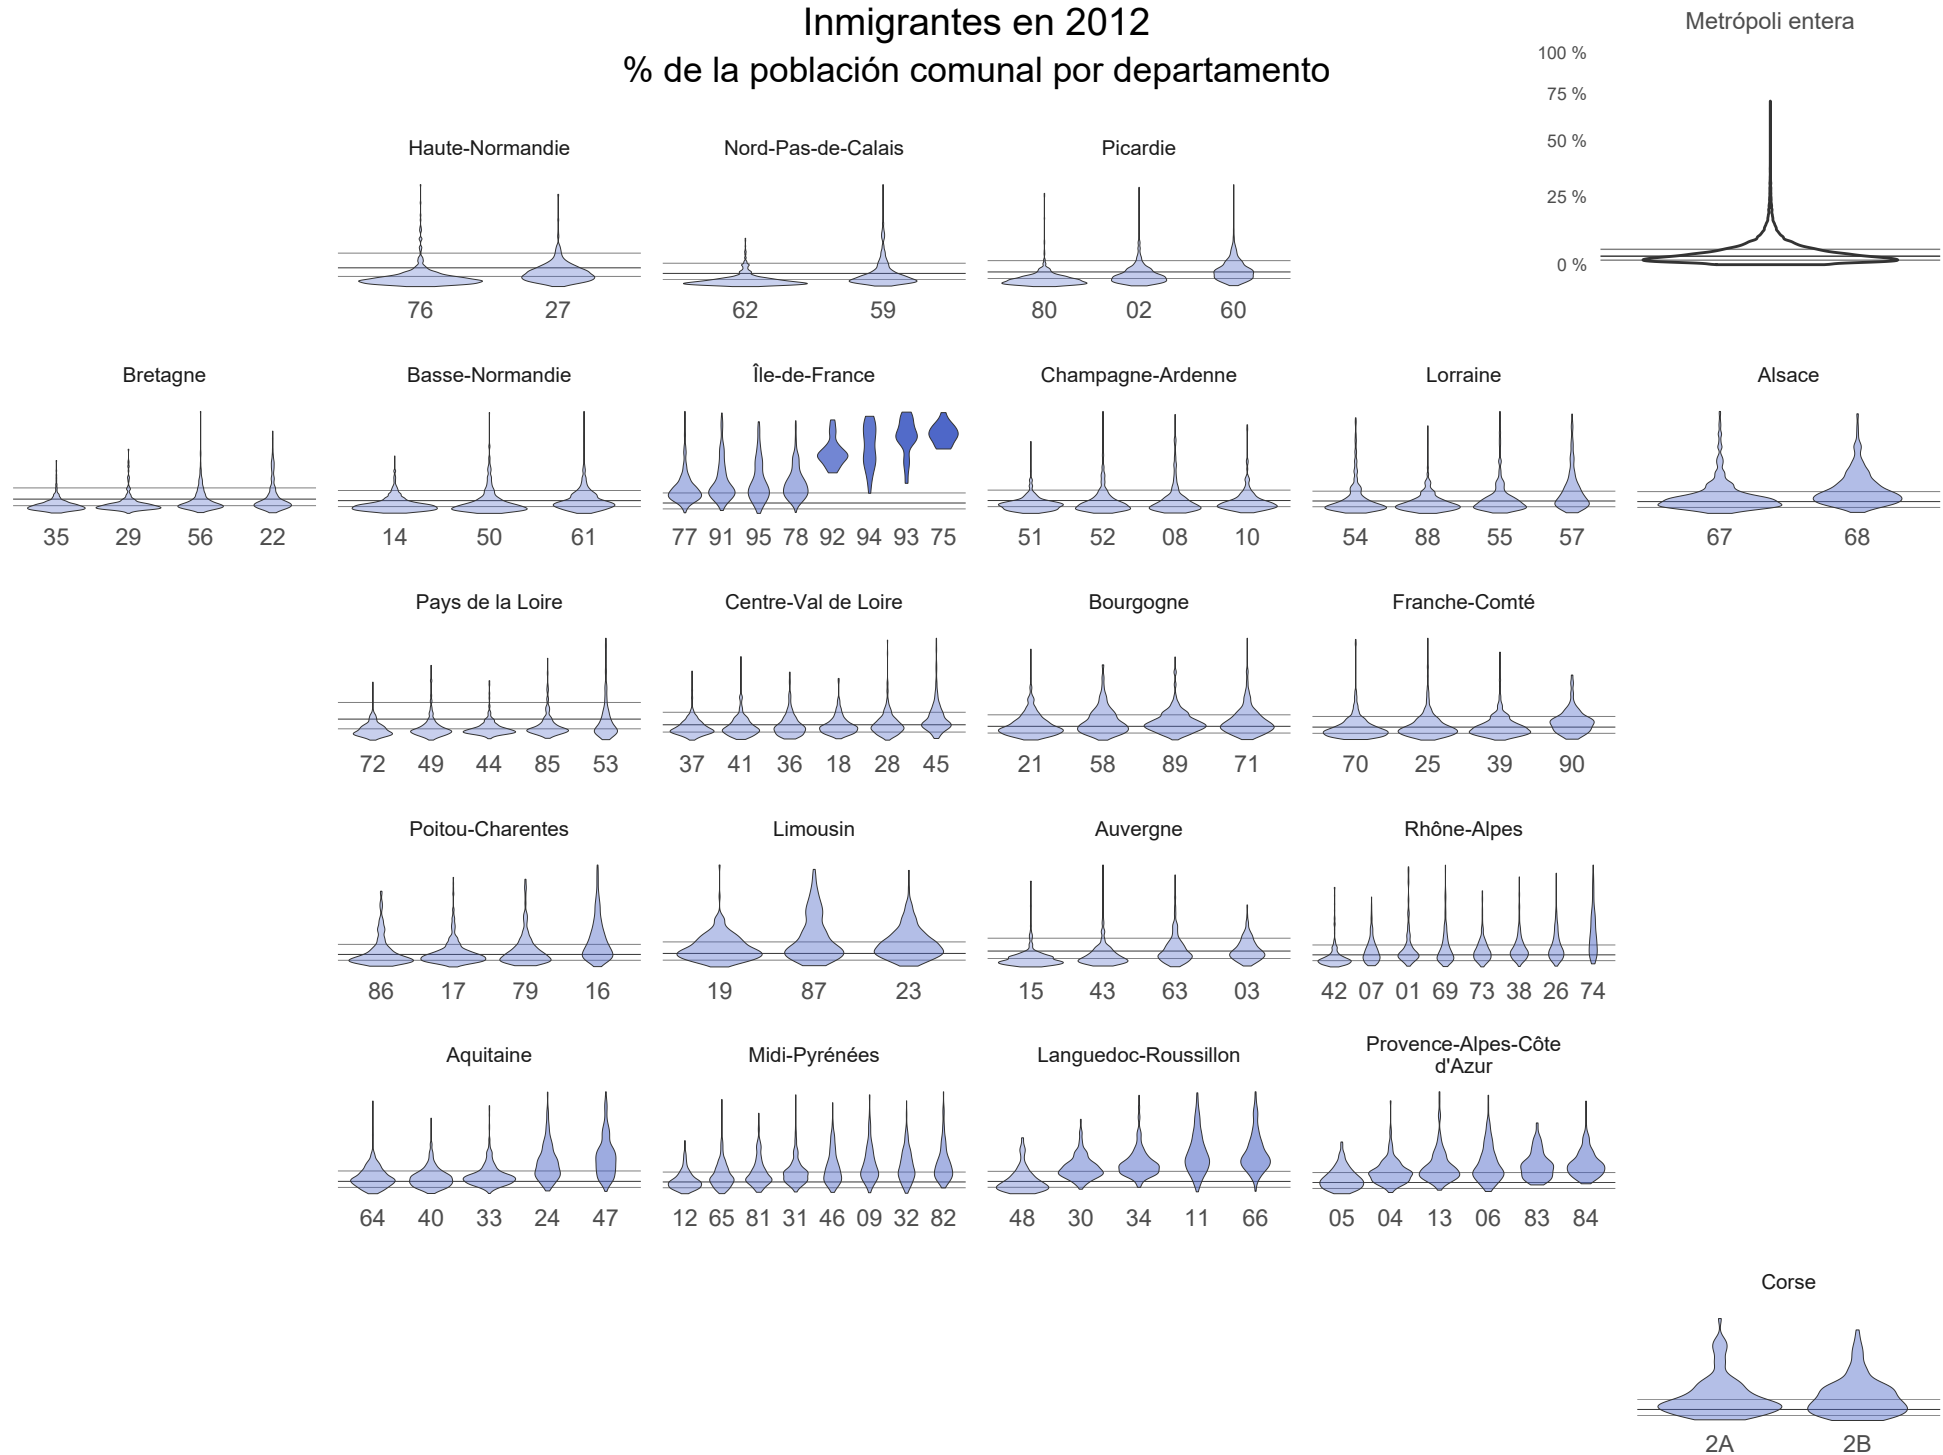 Inmigrantes en 2012
% de la población comunal por departamento
Metrópoli entera
100 %
75 %
50 %
25 %
0 %
Haute-Normandie
76 27
Nord-Pas-de-Calais
62 59
Picardie
80 02 60
Bretagne
35 29 56 22
Basse-Normandie
14 50 61
Île-de-France
77 91 95 78 92 94 93 75
Champagne-Ardenne
51 52 08 10
Lorraine
54 88 55 57
Alsace
67 68
Pays de la Loire
72 49 44 85 53
Centre-Val de Loire
37 41 36 18 28 45
Bourgogne
21 58 89 71
Franche-Comté
70 25 39 90
Poitou-Charentes
86 17 79 16
Limousin
19 87 23
Auvergne
15 43 63 03
Rhône-Alpes
42 07 01 69 73 38 26 74
Aquitaine
64 40 33 24 47
Midi-Pyrénées
12 65 81 31 46 09 32 82
Languedoc-Roussillon
48 30 34 11 66
Provence-Alpes-Côte
d'Azur
05 04 13 06 83 84
Corse
2A 2B